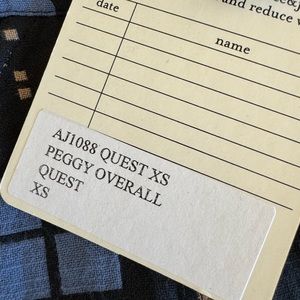 and reduce
date
name
AJ1088 QUEST XS
PEGGY OVERALL
QUEST
XS